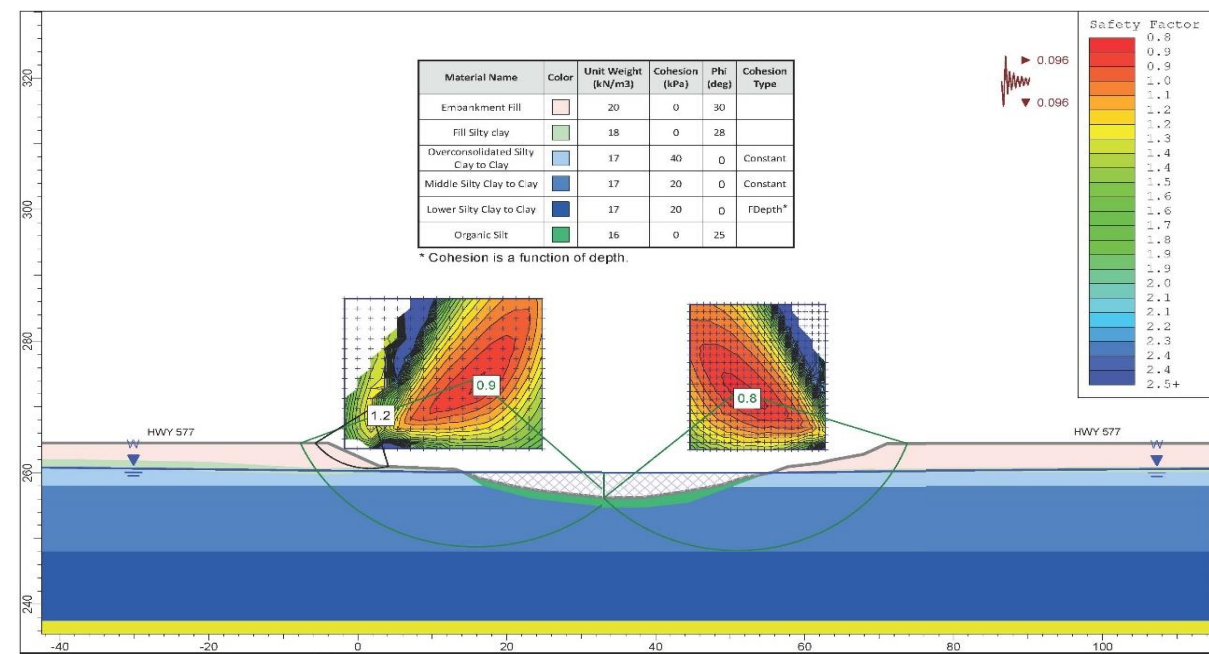 Safety Factor
0.8
0.9
0.9
1.0
1.1
1.2
1.2
1.3
1.4
1.4
1.5
1.6
1.6
1.7
1.8
1.9
1.9
2.0
2.1
2.1
2.2
2.3
2.4
2.4
2.5+
0.096
0.096
Material Name Color Unit Weight (kN/m3) Cohesion (kPa) Phi (deg) Cohesion Type
Embankment Fill 20 0 30
Fill Silty clay 18 0 28
Overconsolidated Silty Clay to Clay 17 40 0 Constant
Middle Silty Clay to Clay 17 20 0 Constant
Lower Silty Clay to Clay 17 20 0 FDepth*
Organic Silt 16 0 25
* Cohesion is a function of depth.
320
300
280
260
240
1.2
0.9
0.8
HWY 577
W
HWY 577
W
-40 -20 0 20 40 60 80 100